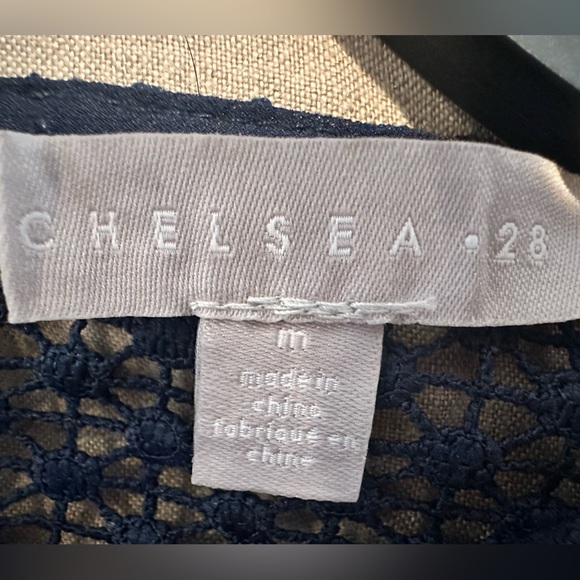 CHELSEA • 28
m
made in
china
fabriqué en
chine